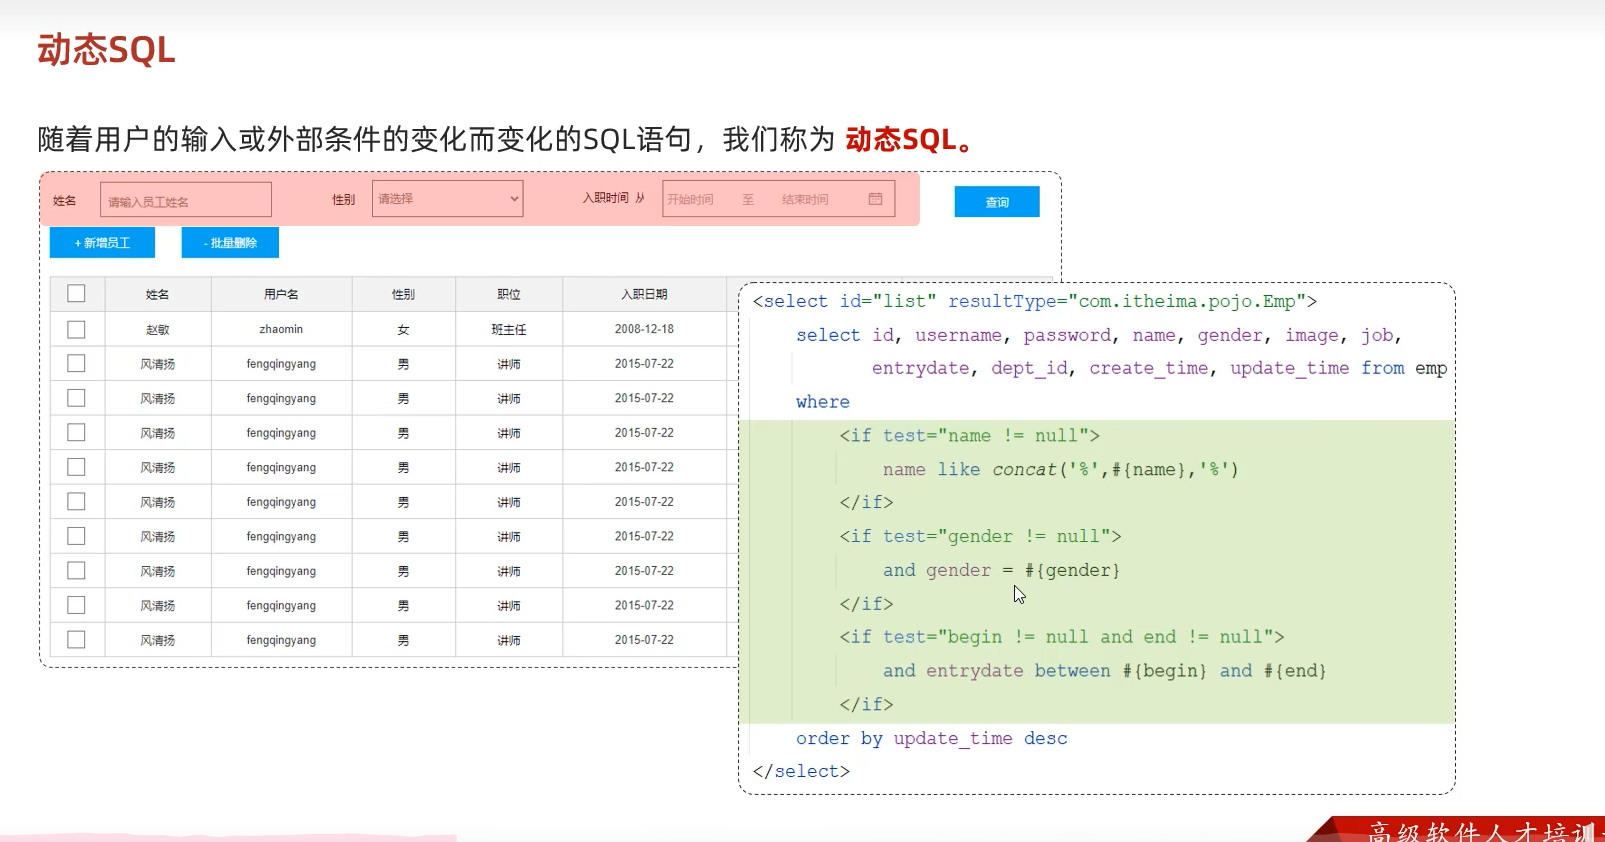 动态SQL
随着用户的输入或外部条件的变化而变化的SQL语句，我们称为 动态SQL。
姓名 请输入员工姓名 性别 请选择 入职时间 从 开始时间 至 结束时间 查询
+ 新增员工 - 批量删除
姓名 用户名 性别 职位 入职日期
赵敏 zhaomin 女 班主任 2008-12-18
风清扬 fengqingyang 男 讲师 2015-07-22
风清扬 fengqingyang 男 讲师 2015-07-22
风清扬 fengqingyang 男 讲师 2015-07-22
风清扬 fengqingyang 男 讲师 2015-07-22
风清扬 fengqingyang 男 讲师 2015-07-22
风清扬 fengqingyang 男 讲师 2015-07-22
风清扬 fengqingyang 男 讲师 2015-07-22
风清扬 fengqingyang 男 讲师 2015-07-22
风清扬 fengqingyang 男 讲师 2015-07-22
<select id="list" resultType="com.itheima.pojo.Emp">
select id, username, password, name, gender, image, job,
entrydate, dept_id, create_time, update_time from emp
where
<if test="name != null">
name like concat('%',#{name},'%')
</if>
<if test="gender != null">
and gender = #{gender}
</if>
<if test="begin != null and end != null">
and entrydate between #{begin} and #{end}
</if>
order by update_time desc
</select>
高级软件人才培训